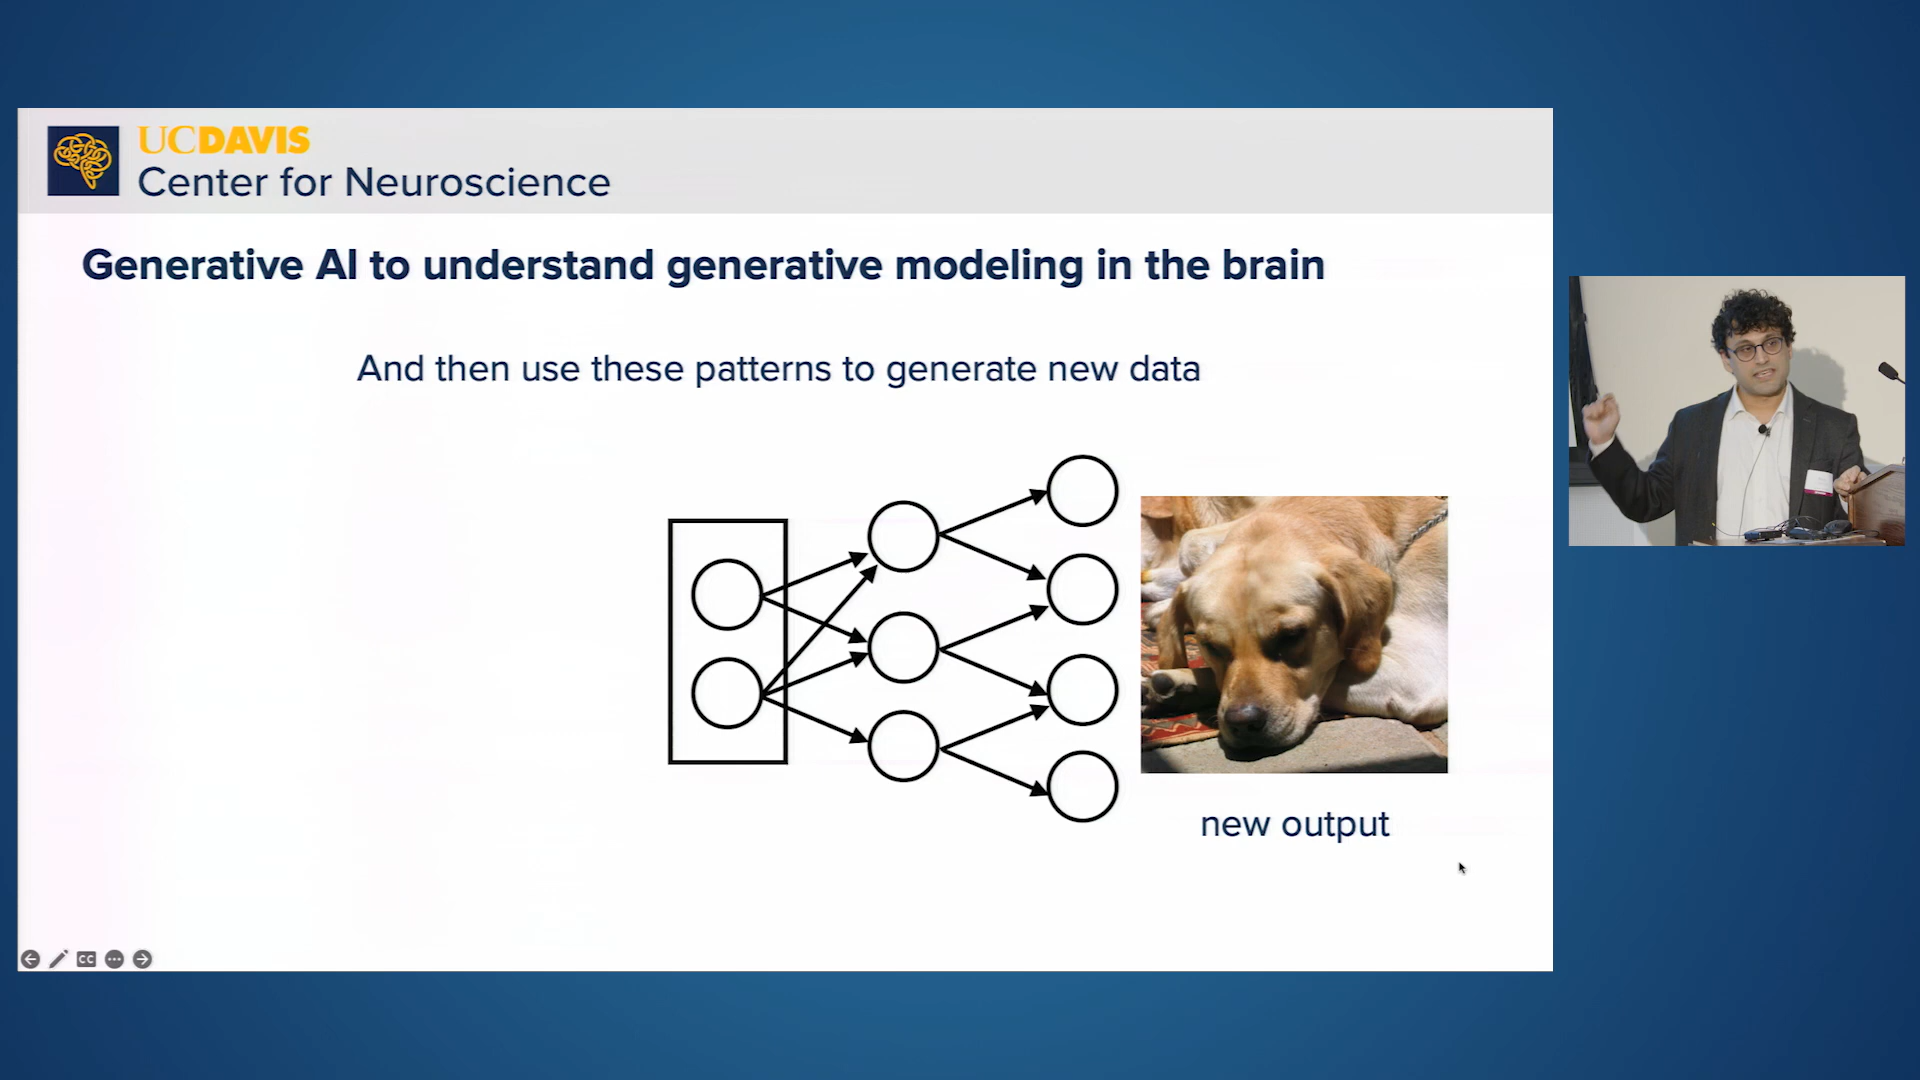 UCDAVIS
Center for Neuroscience
Generative AI to understand generative modeling in the brain
And then use these patterns to generate new data
new output
CC